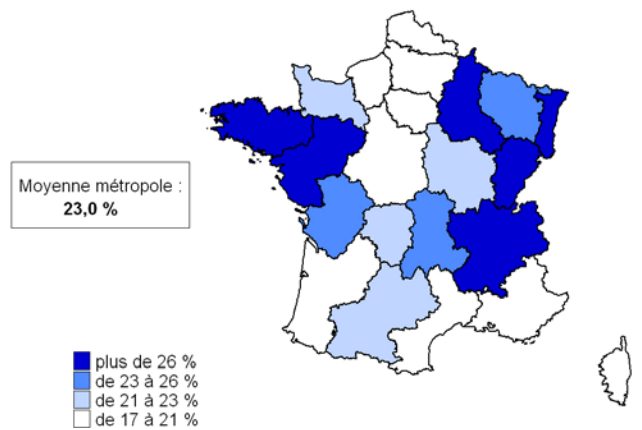 Moyenne métropole :
23,0 %
plus de 26 %
de 23 à 26 %
de 21 à 23 %
de 17 à 21 %